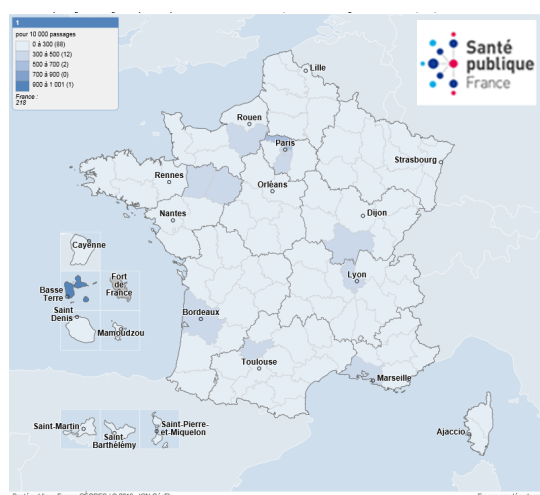 1
pour 10 000 passages
0 à 300 (88)
300 à 500 (12)
500 à 700 (2)
700 à 900 (0)
900 à 1 001 (1)
France :
218
Santé
publique
France
Lille
Rouen
Paris
Strasbourg
Rennes
Orléans
Nantes
Dijon
Cayenne
Lyon
Basse
Terre
Fort
de
France
Saint
Denis
Mamoudzou
Bordeaux
Toulouse
Marseille
Saint-Martin
Saint-
Barthélémy
Saint-Pierre-
et-Miquelon
Ajaccio